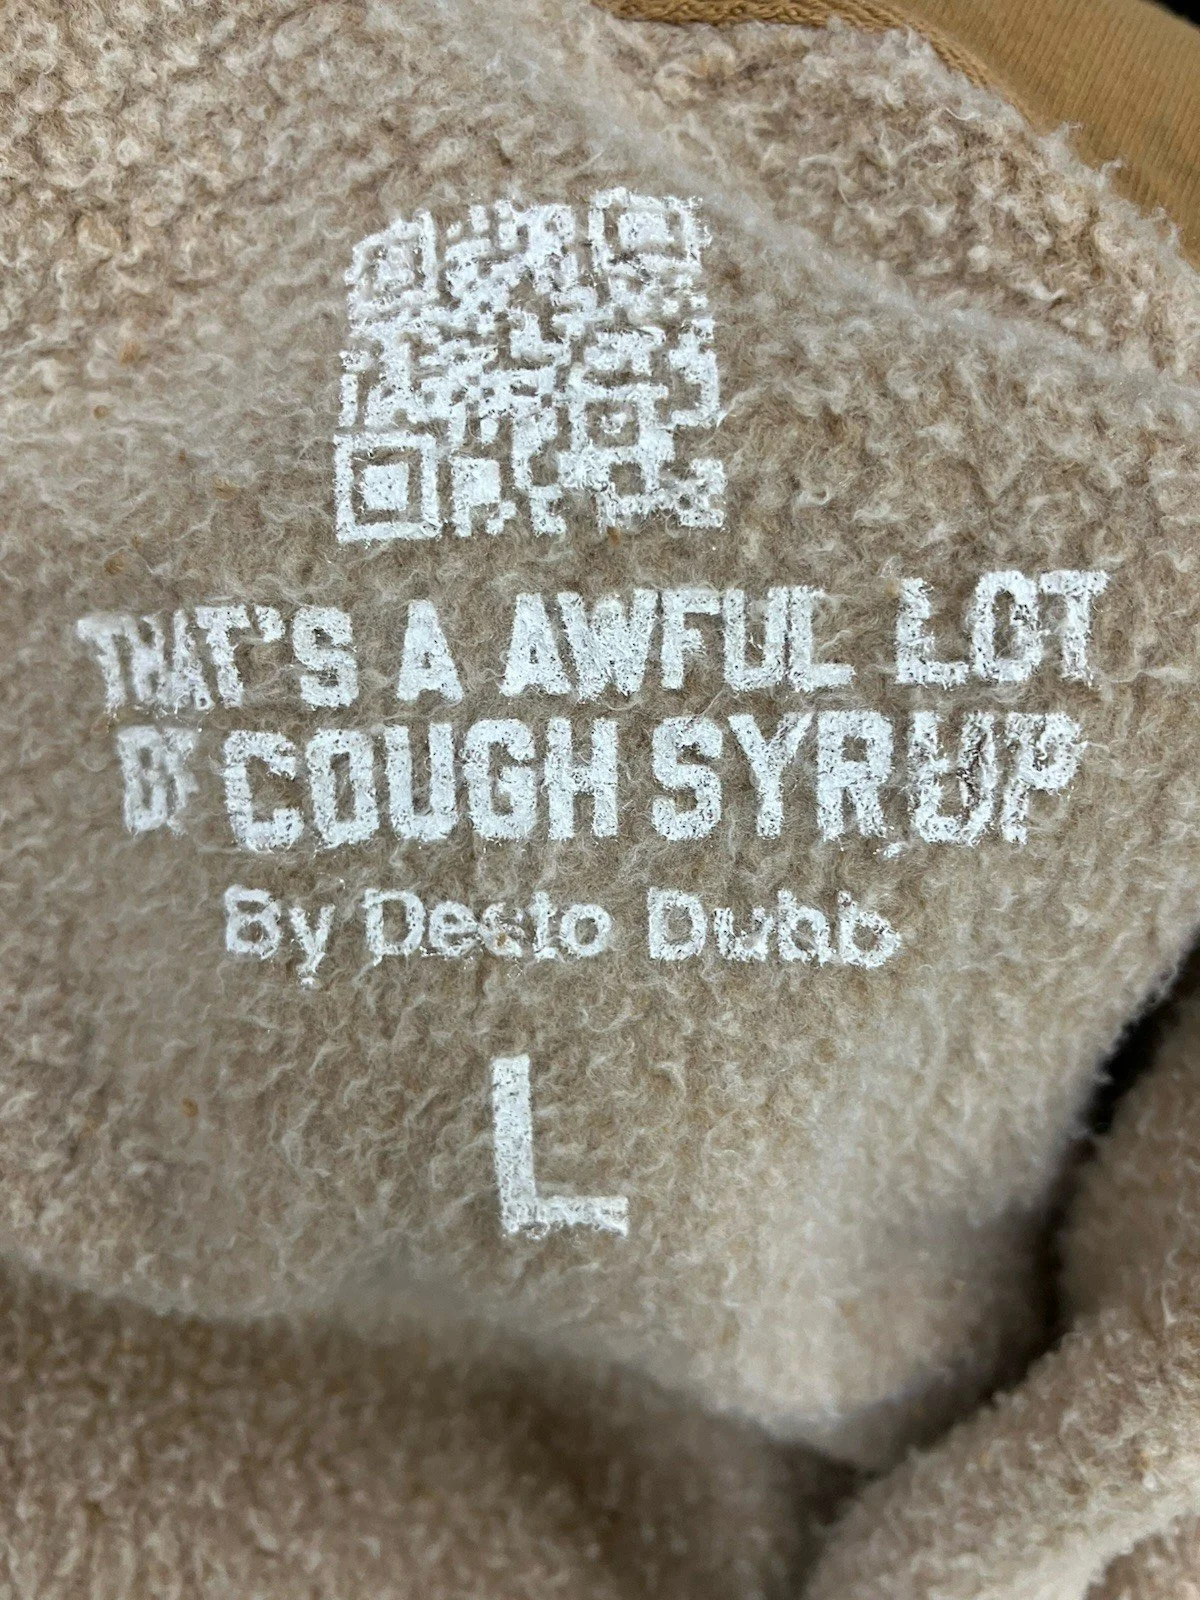 THAT'S A AWFUL LOT
OF COUGH SYRUP
By Desto Dubb
L